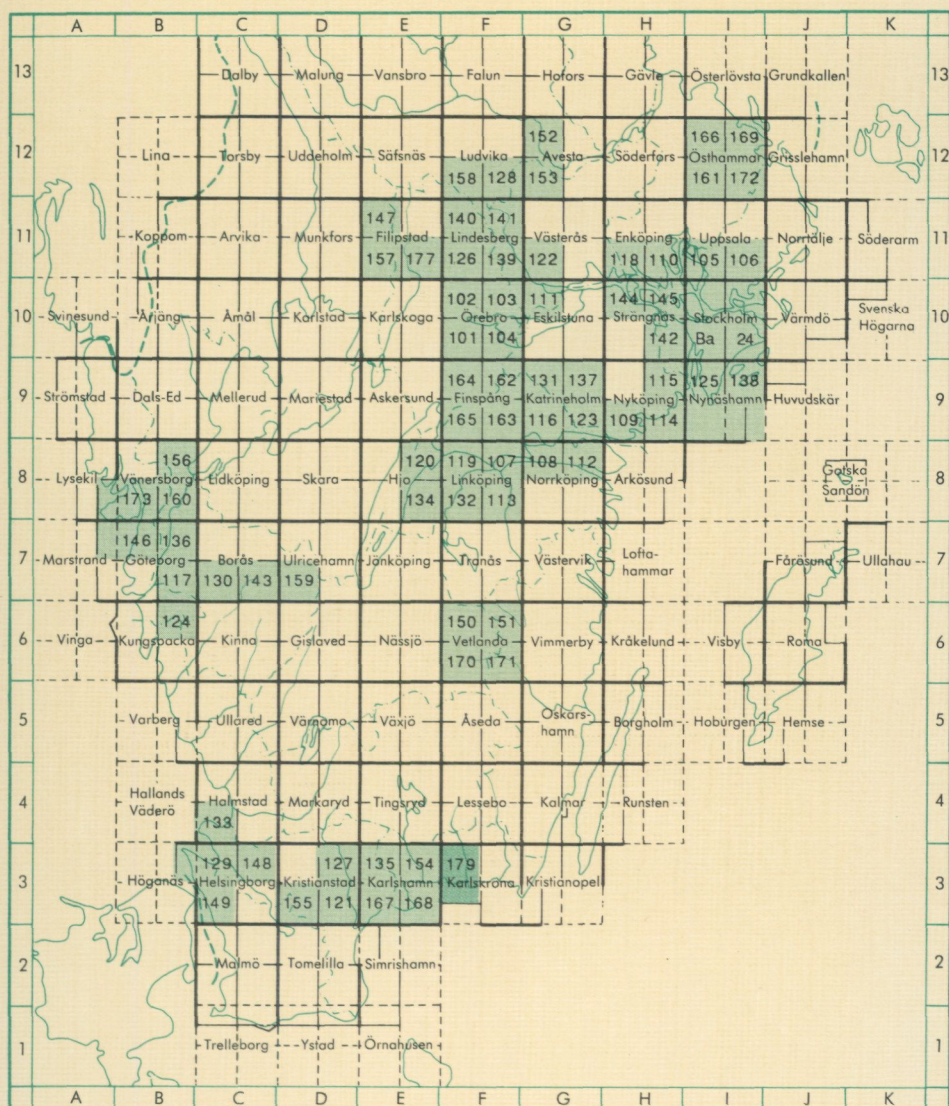 A B C D E F G H I J K
13 Dalby Malung Vansbro Falun Hofors Gävle Österlövsta Grundkallen 13
152 166 169
12 Lina Torsby Uddeholm Säfsnäs Ludvika Avesta Söderfors Östhammar Grisslehamn 12
158 128 153 161 172
147 140 141
11 Koppom Arvika Munkfors Filipstad Lindesberg Västerås Enköping Uppsala Norrtälje Söderarm 11
157 177 126 139 122 118 110 105 106
102 103 111 144 145
10 Svinesund Årjäng Åmål Karlstad Karlskoga Örebro Eskilstuna Strängnäs Stockholm Värmdö Svenska Högarna 10
101 104 142 Ba 24
164 162 131 137 115 125 138
9 Strömstad Dals-Ed Mellerud Mariestad Askersund Finspång Katrineholm Nyköping Nynäshamn Huvudskär 9
165 163 116 123 109 114
156 120 119 107 108 112
8 Lysekil Vänersborg Lidköping Skara Hjo Linköping Norrköping Arkösund Gotska Sandön 8
173 160 134 132 113
146 136
7 Marstrand Göteborg Borås Ulricehamn Jönköping Tranås Västervik Lofta-hammar Fårösund Ullahau 7
117 130 143 159
124 150 151
6 Vinga Kungsbacka Kinna Gislaved Nässjö Vetlanda Vimmerby Kråkelund Visby Roma 6
170 171
5 Varberg Ullared Värnamo Växjö Åseda Oskars-hamn Borgholm Hoburgen Hemse 5
4 Hallands Väderö Halmstad Markaryd Tingsryd Lessebo Kalmar Runsten 4
133
129 148 127 135 154 179
3 Höganäs Helsingborg Kristianstad Karlshamn Karlskrona Kristianopel 3
149 155 121 167 168
2 Malmö Tomelilla Simrishamn 2
1 Trelleborg Ystad Örnahusen 1
A B C D E F G H I J K